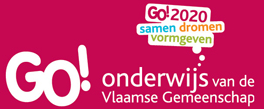 GO! 2020
samen dromen
vormgeven
GO! onderwijs van de
Vlaamse Gemeenschap